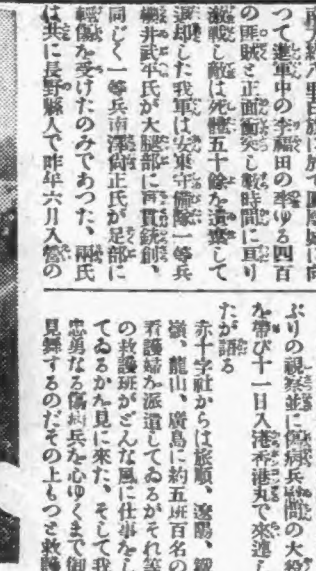 つて進軍中の李福田の率ゆる四百
の匪賊と正面衝突し数時間に亘り
激戦し敵は死體五十餘を遺棄して
退却した我軍は安東守備隊一等兵
櫻井武平氏が大腿部に貫通銃創、
同じく一等兵南澤尚正氏が足部に
輕傷を受けたのみであつた、兩氏
は共に長野縣人で昨年六月入營の
ぶりの視察並に傷病兵慰問の大役
を帶び十一日入港香港丸で來連し
たが語る
赤十字社からは旅順、遼陽、鐵
嶺、龍山、廣島に約五班百名の
看護婦を派遣してゐるがそれ等
の救護班がどんな風に仕事をし
てゐるかを見に來た、そして我
忠勇なる傷病兵を心ゆくまで御
見舞するのだその上もつと救護